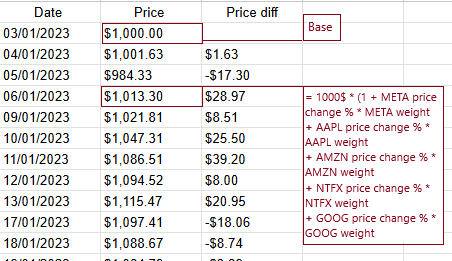 Date Price Price diff
03/01/2023 $1,000.00 Base
04/01/2023 $1,001.63 $1.63
05/01/2023 $984.33 -$17.30
06/01/2023 $1,013.30 $28.97 = 1000$ * (1 + META price
09/01/2023 $1,021.81 $8.51 change % * META weight
+ AAPL price change % *
10/01/2023 $1,047.31 $25.50 AAPL weight
11/01/2023 $1,086.51 $39.20 + AMZN price change % *
12/01/2023 $1,094.52 $8.00 AMZN weight
+ NTFX price change % *
13/01/2023 $1,115.47 $20.95 NTFX weight
17/01/2023 $1,097.41 -$18.06 + GOOG price change % *
18/01/2023 $1,088.67 -$8.74 GOOG weight